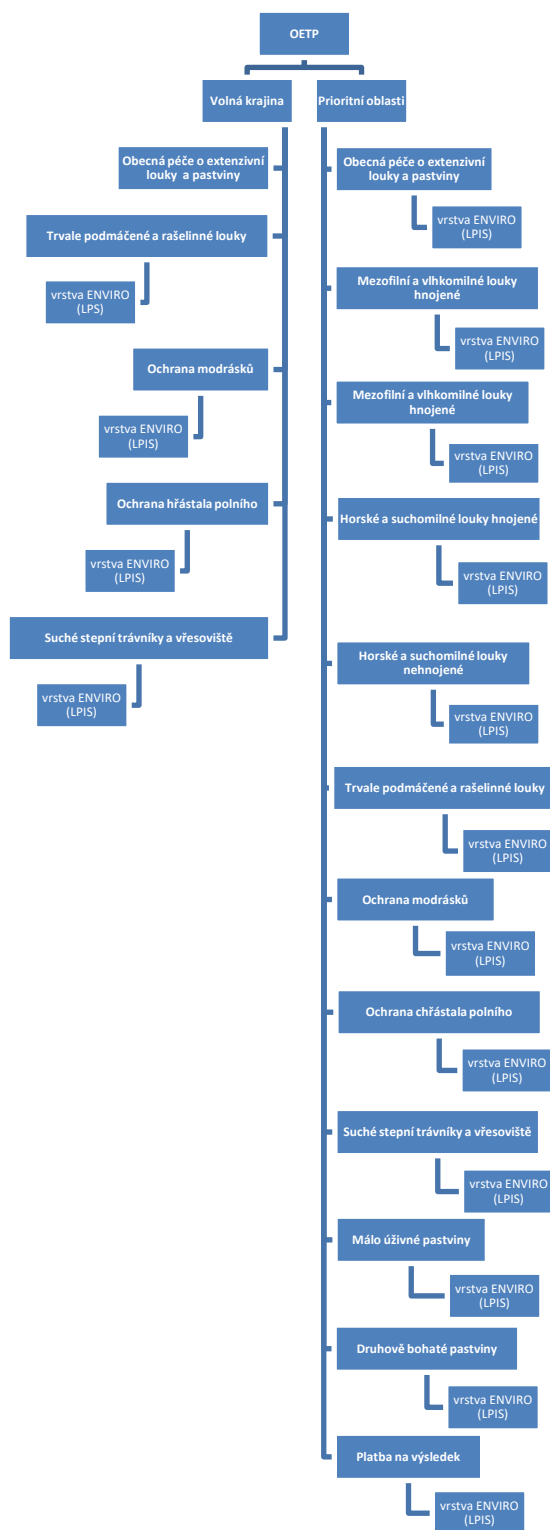 OETP
Volná krajina
Obecná péče o extenzivní
louky  a pastviny
Trvale podmáčené a rašelinné louky
vrstva ENVIRO
(LPS)
Ochrana modrásků
vrstva ENVIRO
(LPIS)
Ochrana hřástala polního
vrstva ENVIRO
(LPIS)
Suché stepní trávníky a vřesoviště
vrstva ENVIRO
(LPIS)
Prioritní oblasti
Obecná péče o extenzivní
louky a pastviny
vrstva ENVIRO
(LPIS)
Mezofilní a vlhkomilné louky
hnojené
vrstva ENVIRO
(LPIS)
Mezofilní a vlhkomilné louky
hnojené
vrstva ENVIRO
(LPIS)
Horské a suchomilné louky hnojené
vrstva ENVIRO
(LPIS)
Horské a suchomilné louky
nehnojené
vrstva ENVIRO
(LPIS)
Trvale podmáčené a rašelinné louky
vrstva ENVIRO
(LPIS)
Ochrana modrásků
vrstva ENVIRO
(LPIS)
Ochrana chřástala polního
vrstva ENVIRO
(LPIS)
Suché stepní trávníky a vřesoviště
vrstva ENVIRO
(LPIS)
Málo úživné pastviny
vrstva ENVIRO
(LPIS)
Druhově bohaté pastviny
vrstva ENVIRO
(LPIS)
Platba na výsledek
vrstva ENVIRO
(LPIS)